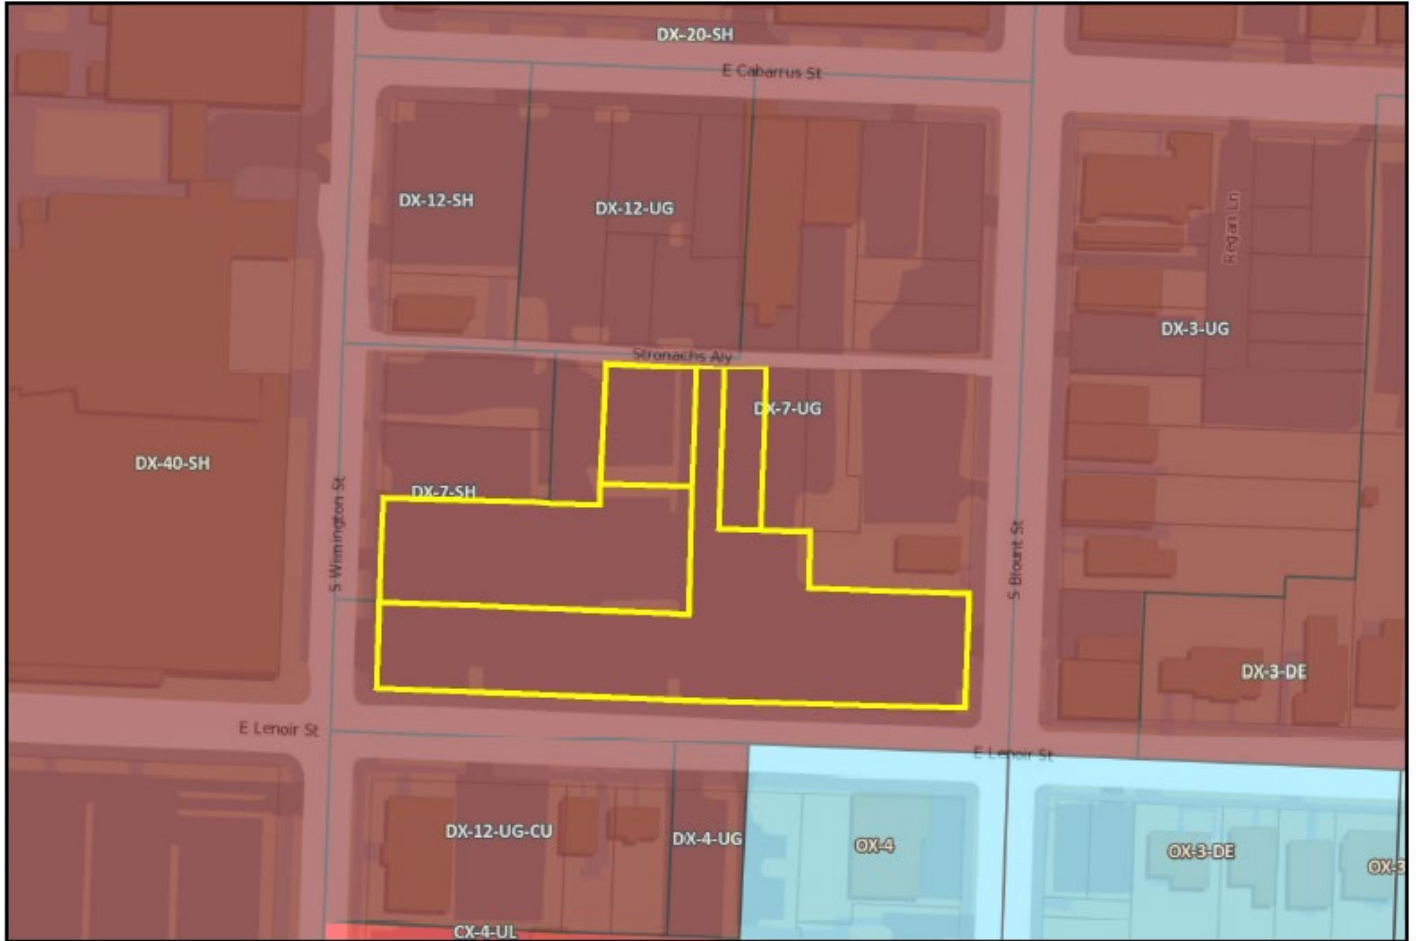 DX-20-SH
E Cabarrus St
DX-12-SH
DX-12-UG
Regan Ln
DX-3-UG
Stronachs Aly
DX-7-UG
DX-40-SH
DX-7-SH
S Wilmington St
S Blount St
DX-3-DE
E Lenoir St
E Lenoir St
DX-12-UG-CU
DX-4-UG
OX-4
OX-3-DE
OX-3
CX-4-UL